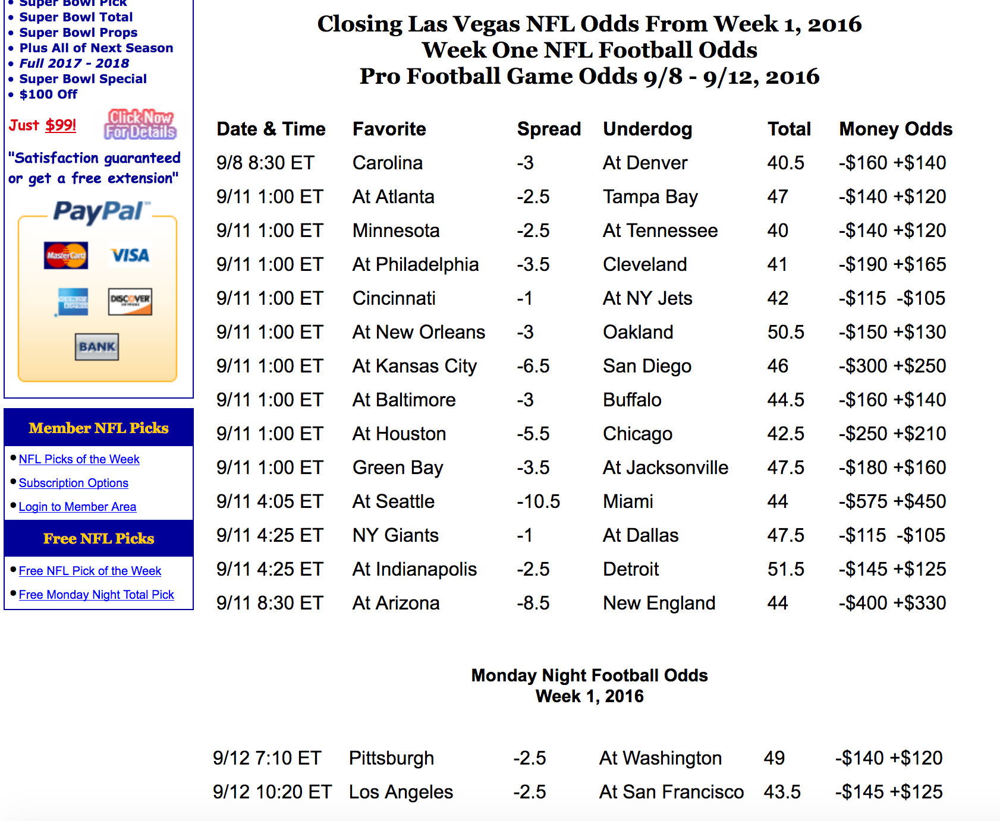 • Super Bowl Pick
• Super Bowl Total
• Super Bowl Props
• Plus All of Next Season
• Full 2017 - 2018
• Super Bowl Special
• $100 Off
Just $99!
Click Now
For Details
"Satisfaction guaranteed
or get a free extension"
PayPal™
MasterCard VISA
AMERICAN EXPRESS DISCOVER
BANK
Member NFL Picks
• NFL Picks of the Week
• Subscription Options
• Login to Member Area
Free NFL Picks
• Free NFL Pick of the Week
• Free Monday Night Total Pick
Closing Las Vegas NFL Odds From Week 1, 2016
Week One NFL Football Odds
Pro Football Game Odds 9/8 - 9/12, 2016
Date & Time Favorite Spread Underdog Total Money Odds
9/8 8:30 ET Carolina -3 At Denver 40.5 -$160 +$140
9/11 1:00 ET At Atlanta -2.5 Tampa Bay 47 -$140 +$120
9/11 1:00 ET Minnesota -2.5 At Tennessee 40 -$140 +$120
9/11 1:00 ET At Philadelphia -3.5 Cleveland 41 -$190 +$165
9/11 1:00 ET Cincinnati -1 At NY Jets 42 -$115 -$105
9/11 1:00 ET At New Orleans -3 Oakland 50.5 -$150 +$130
9/11 1:00 ET At Kansas City -6.5 San Diego 46 -$300 +$250
9/11 1:00 ET At Baltimore -3 Buffalo 44.5 -$160 +$140
9/11 1:00 ET At Houston -5.5 Chicago 42.5 -$250 +$210
9/11 1:00 ET Green Bay -3.5 At Jacksonville 47.5 -$180 +$160
9/11 4:05 ET At Seattle -10.5 Miami 44 -$575 +$450
9/11 4:25 ET NY Giants -1 At Dallas 47.5 -$115 -$105
9/11 4:25 ET At Indianapolis -2.5 Detroit 51.5 -$145 +$125
9/11 8:30 ET At Arizona -8.5 New England 44 -$400 +$330
Monday Night Football Odds
Week 1, 2016
9/12 7:10 ET Pittsburgh -2.5 At Washington 49 -$140 +$120
9/12 10:20 ET Los Angeles -2.5 At San Francisco 43.5 -$145 +$125